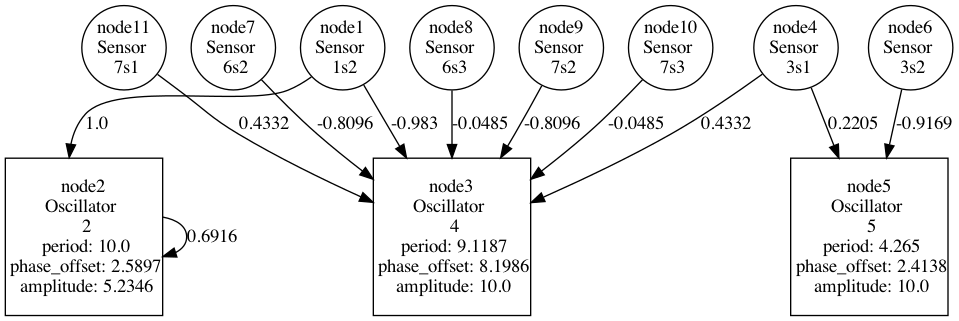 node11
Sensor
7s1
node7
Sensor
6s2
node1
Sensor
1s2
node8
Sensor
6s3
node9
Sensor
7s2
node10
Sensor
7s3
node4
Sensor
3s1
node6
Sensor
3s2
1.0
0.4332
-0.8096
-0.983
-0.0485
-0.8096
-0.0485
0.4332
0.2205
-0.9169
node2
Oscillator
2
period: 10.0
phase_offset: 2.5897
amplitude: 5.2346
0.6916
node3
Oscillator
4
period: 9.1187
phase_offset: 8.1986
amplitude: 10.0
node5
Oscillator
5
period: 4.265
phase_offset: 2.4138
amplitude: 10.0